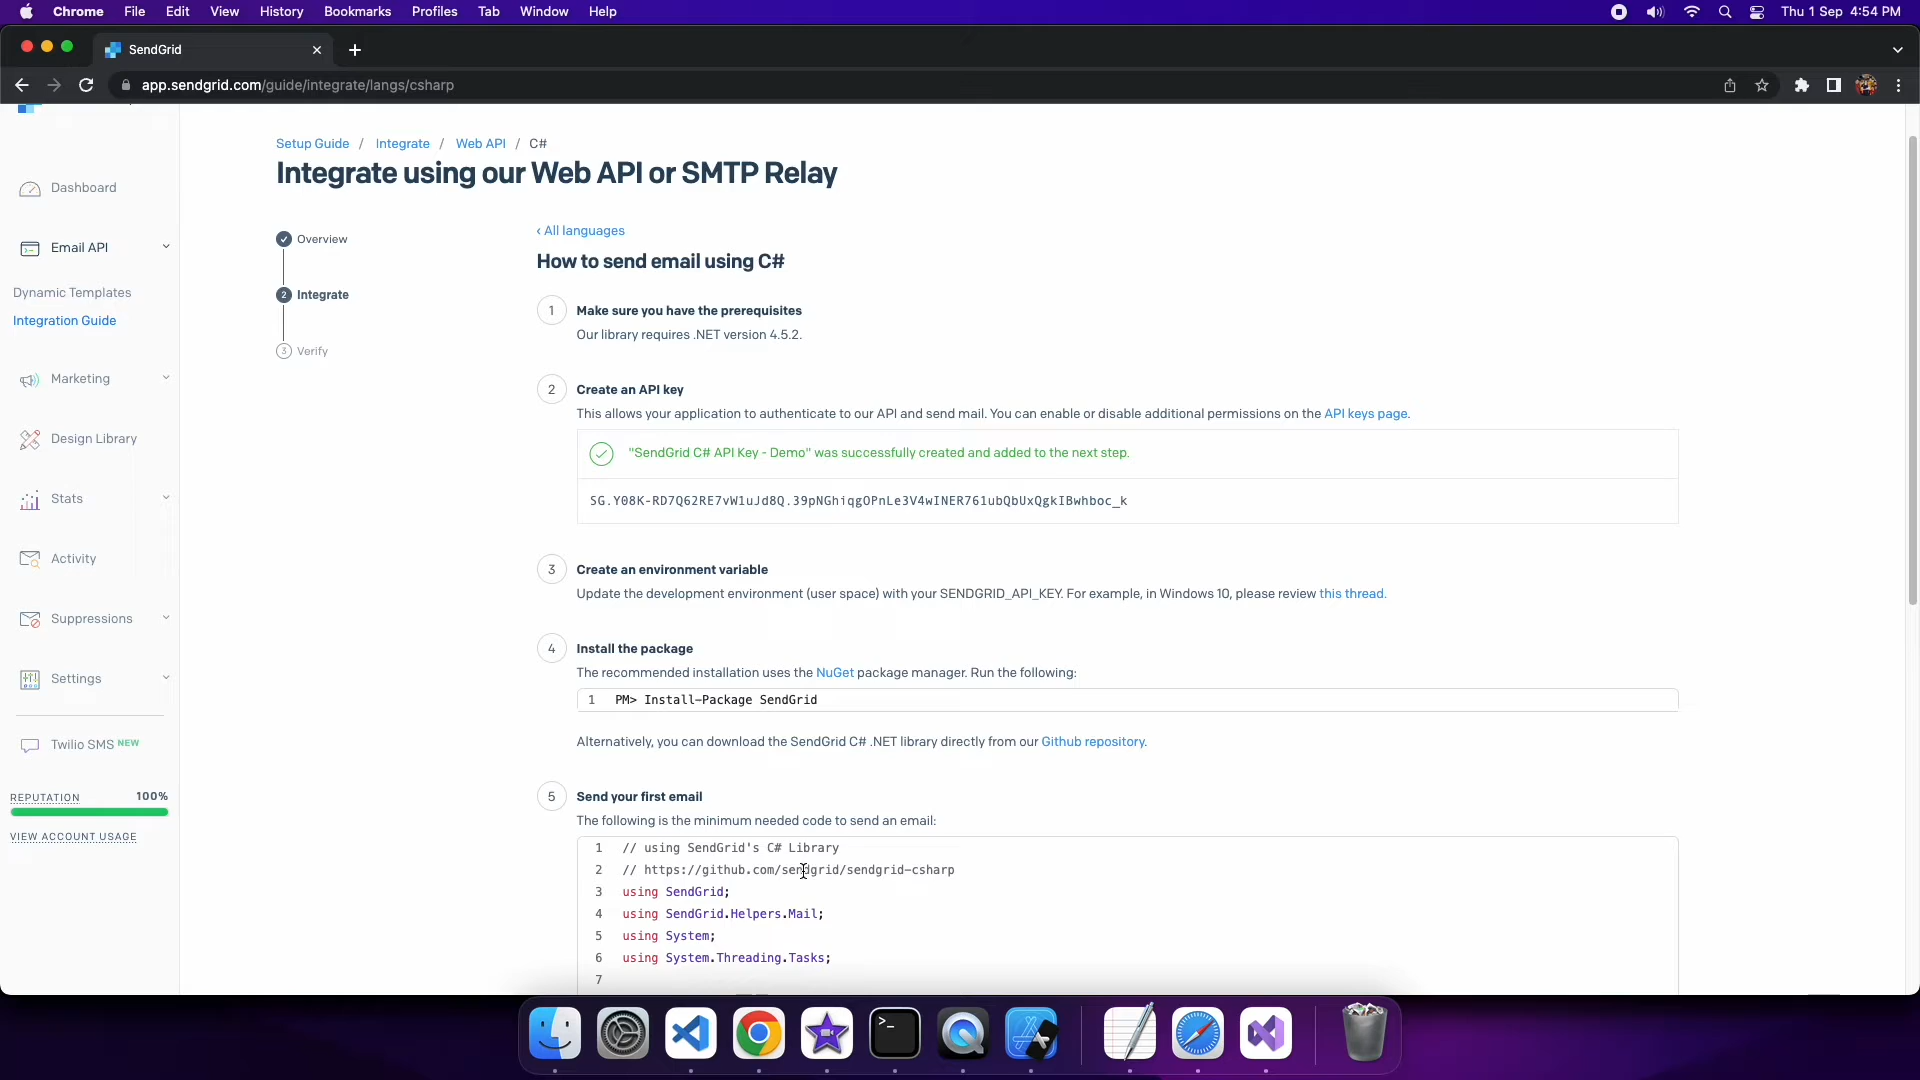 Chrome File Edit View History Bookmarks Profiles Tab Window Help Thu 1 Sep 4:54 PM
SendGrid
app.sendgrid.com/guide/integrate/langs/csharp
Setup Guide / Integrate / Web API / C#
Integrate using our Web API or SMTP Relay
Dashboard
Email API
Dynamic Templates
Integration Guide
Marketing
Design Library
Stats
Activity
Suppressions
Settings
Twilio SMS NEW
REPUTATION 100%
VIEW ACCOUNT USAGE
Overview
2 Integrate
3 Verify
‹ All languages
How to send email using C#
1 Make sure you have the prerequisites
Our library requires .NET version 4.5.2.
2 Create an API key
This allows your application to authenticate to our API and send mail. You can enable or disable additional permissions on the API keys page.
"SendGrid C# API Key - Demo" was successfully created and added to the next step.
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
3 Create an environment variable
Update the development environment (user space) with your SENDGRID_API_KEY. For example, in Windows 10, please review this thread.
4 Install the package
The recommended installation uses the NuGet package manager. Run the following:
1 PM> Install-Package SendGrid
Alternatively, you can download the SendGrid C# .NET library directly from our Github repository.
5 Send your first email
The following is the minimum needed code to send an email:
1 // using SendGrid's C# Library
2 // https://github.com/sendgrid/sendgrid-csharp
3 using SendGrid;
4 using SendGrid.Helpers.Mail;
5 using System;
6 using System.Threading.Tasks;
7